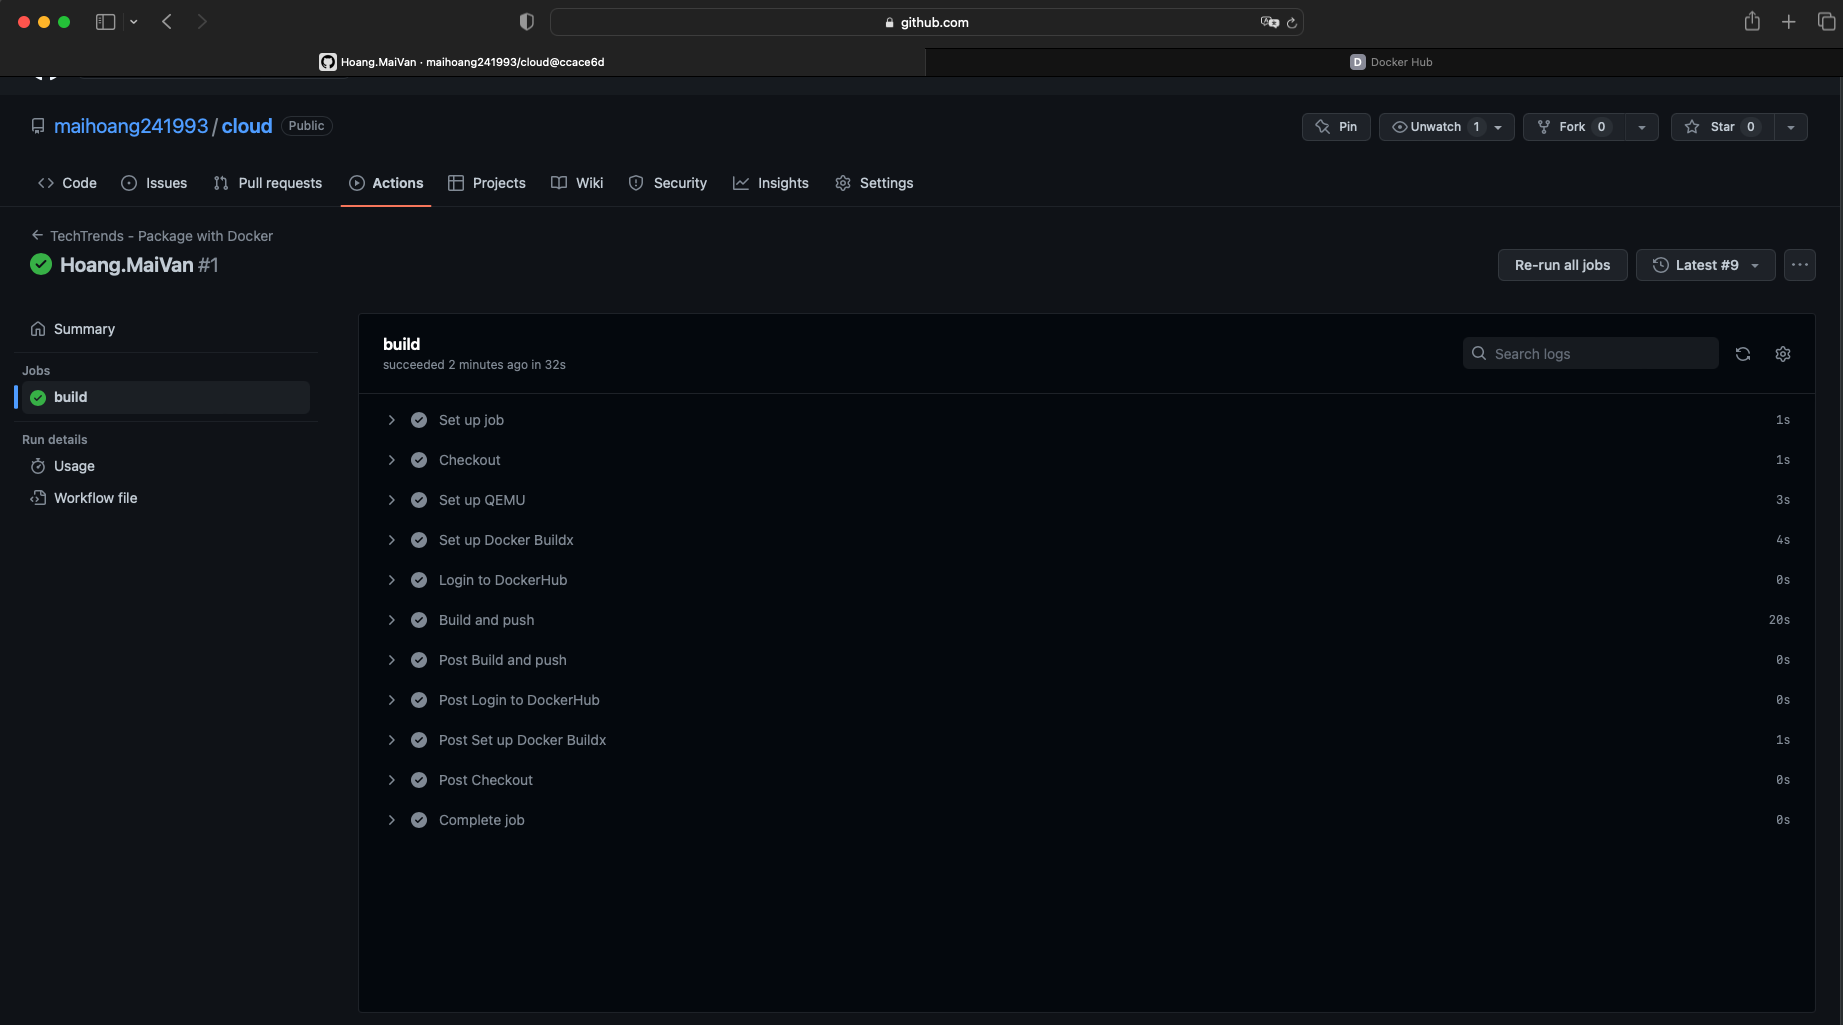 github.com
Hoang.MaiVan · maihoang241993/cloud@ccace6d
D Docker Hub
maihoang241993 / cloud Public
Pin
Unwatch 1
Fork 0
Star 0
Code
Issues
Pull requests
Actions
Projects
Wiki
Security
Insights
Settings
TechTrends - Package with Docker
Hoang.MaiVan #1
Re-run all jobs
Latest #9
Summary
Jobs
build
Run details
Usage
Workflow file
build
succeeded 2 minutes ago in 32s
Search logs
Set up job 1s
Checkout 1s
Set up QEMU 3s
Set up Docker Buildx 4s
Login to DockerHub 0s
Build and push 20s
Post Build and push 0s
Post Login to DockerHub 0s
Post Set up Docker Buildx 1s
Post Checkout 0s
Complete job 0s